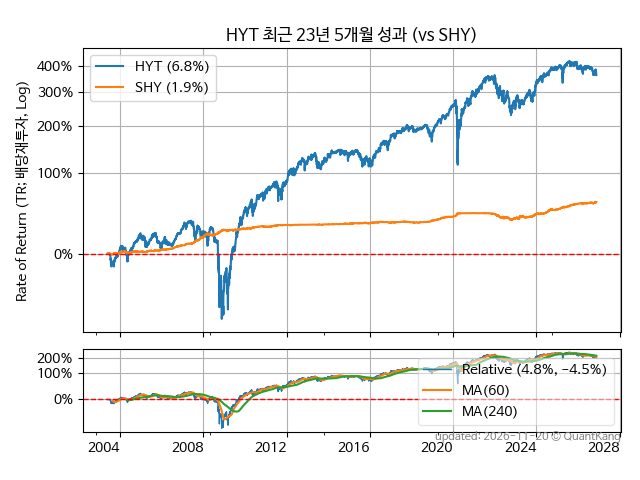 HYT 최근 23년 5개월 성과 (vs SHY)
Rate of Return (TR: 배당재투자, Log)
400%
300%
200%
100%
0%
HYT (6.8%)
SHY (1.9%)
200%
100%
0%
Relative (4.8%, −4.5%)
MA(60)
MA(240)
2004 2008 2012 2016 2020 2024 2028
updated: 2026-11-20 © QuantKang